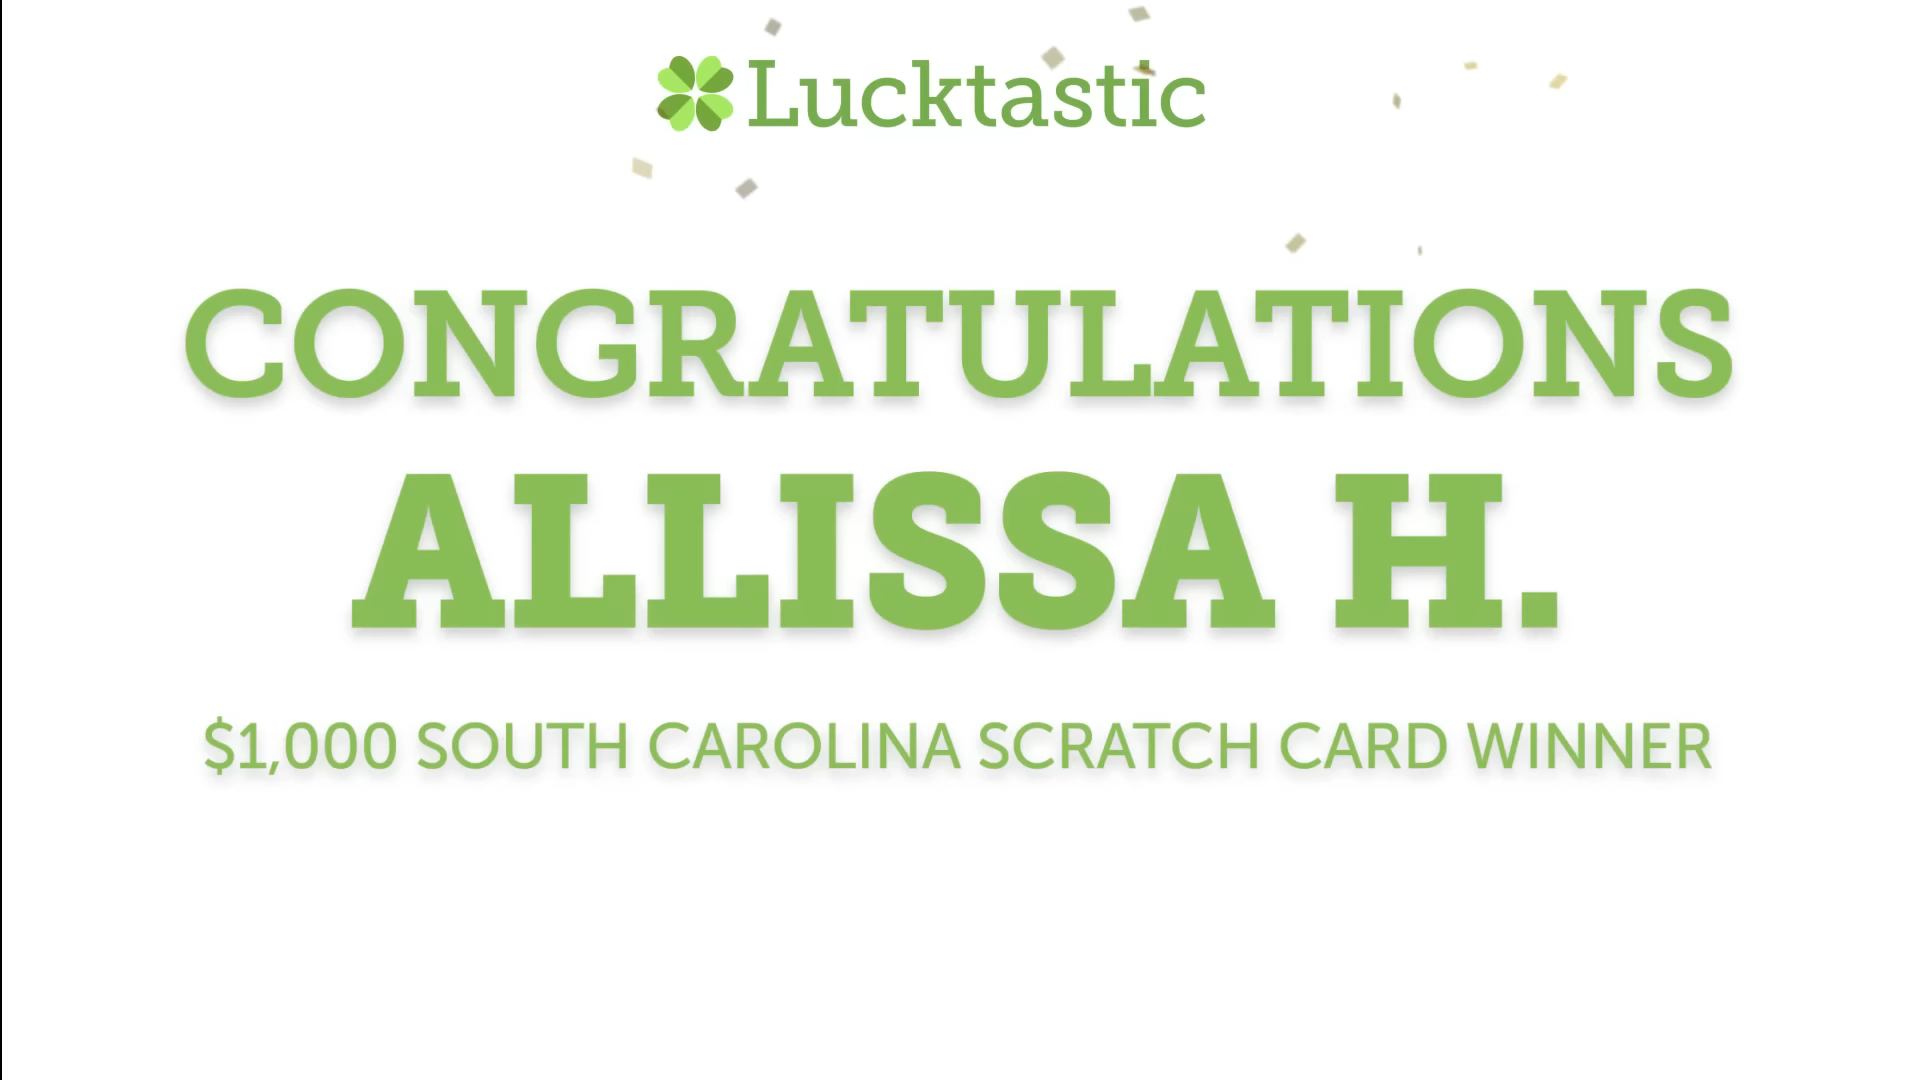 Lucktastic
CONGRATULATIONS
ALLISSA H.
$1,000 SOUTH CAROLINA SCRATCH CARD WINNER